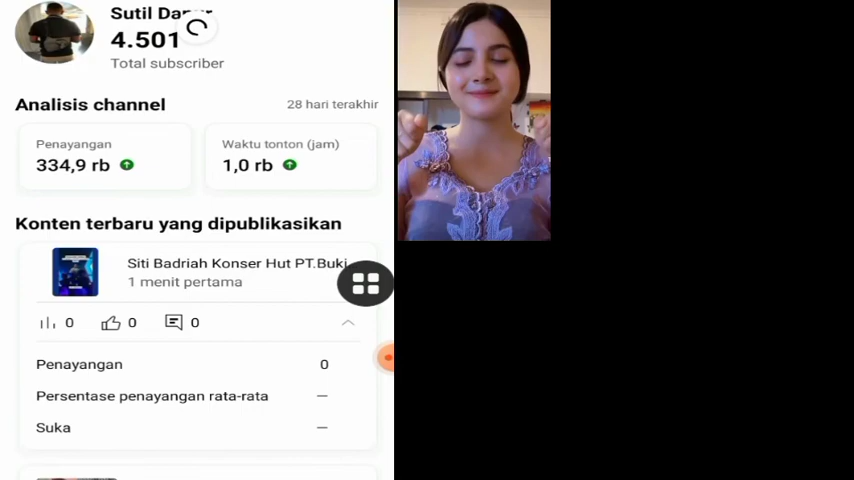 Sutil
4.501
Total subscriber
Analisis channel
28 hari terakhir
Penayangan
334,9 rb
Waktu tonton (jam)
1,0 rb
Konten terbaru yang dipublikasikan
Siti Badriah Konser Hut PT.Buki
1 menit pertama
0
0
0
Penayangan
0
Persentase penayangan rata-rata
—
Suka
—